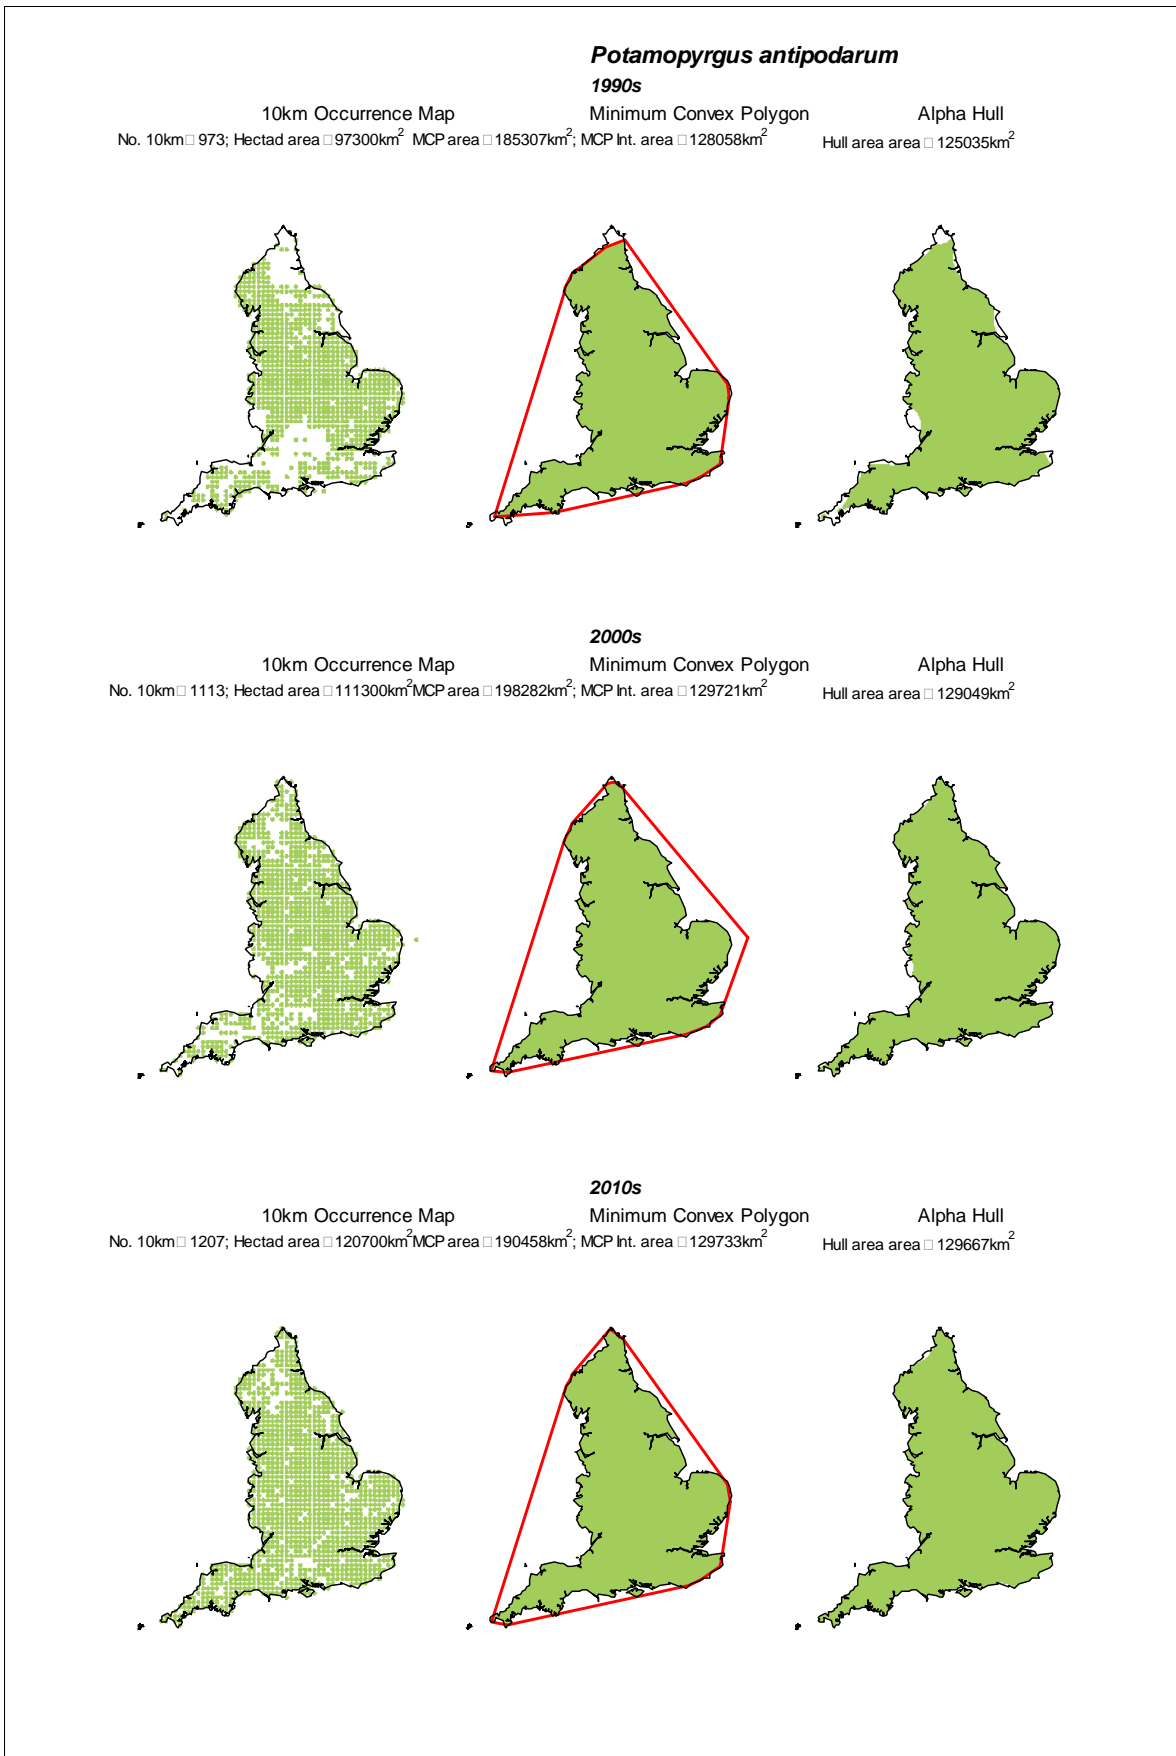 Potamopyrgus antipodarum
1990s
10km Occurrence Map Minimum Convex Polygon Alpha Hull
No. 10km□ 973; Hectad area □97300km² MCP area □185307km²; MCP Int. area □128058km² Hull area area □ 125035km²
2000s
10km Occurrence Map Minimum Convex Polygon Alpha Hull
No. 10km□ 1113; Hectad area □111300km² MCP area □198282km²; MCP Int. area □129721km² Hull area area □ 129049km²
2010s
10km Occurrence Map Minimum Convex Polygon Alpha Hull
No. 10km□ 1207; Hectad area □120700km² MCP area □190458km²; MCP Int. area □129733km² Hull area area □ 129667km²